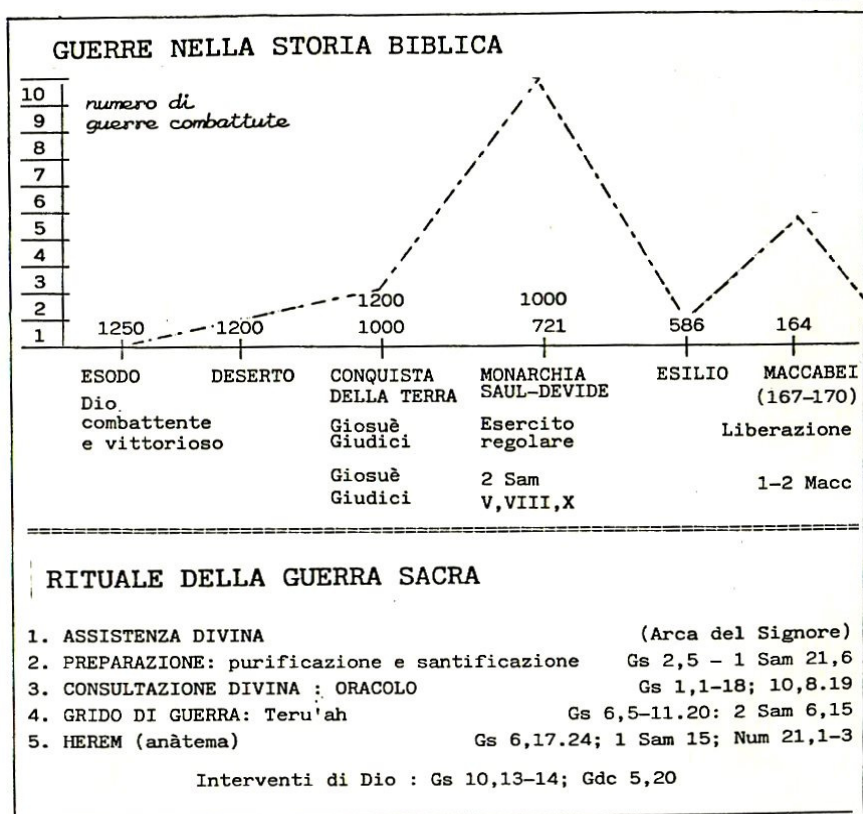 GUERRE NELLA STORIA BIBLICA
numero di
guerre combattute
10
9
8
7
6
5
4
3
2
1
1250
1200
1200
1000
1000
721
586
164
ESODO DESERTO CONQUISTA DELLA TERRA MONARCHIA SAUL-DEVIDE ESILIO MACCABEI (167-170)
Dio
combattente
e vittorioso
Giosuè
Giudici
Esercito
regolare
Liberazione
Giosuè
Giudici
2 Sam
V,VIII,X
1-2 Macc
RITUALE DELLA GUERRA SACRA
1. ASSISTENZA DIVINA (Arca del Signore)
2. PREPARAZIONE: purificazione e santificazione Gs 2,5 - 1 Sam 21,6
3. CONSULTAZIONE DIVINA : ORACOLO Gs 1,1-18; 10,8.19
4. GRIDO DI GUERRA: Teru'ah Gs 6,5-11.20: 2 Sam 6,15
5. HEREM (anàtema) Gs 6,17.24; 1 Sam 15; Num 21,1-3
Interventi di Dio : Gs 10,13-14; Gdc 5,20